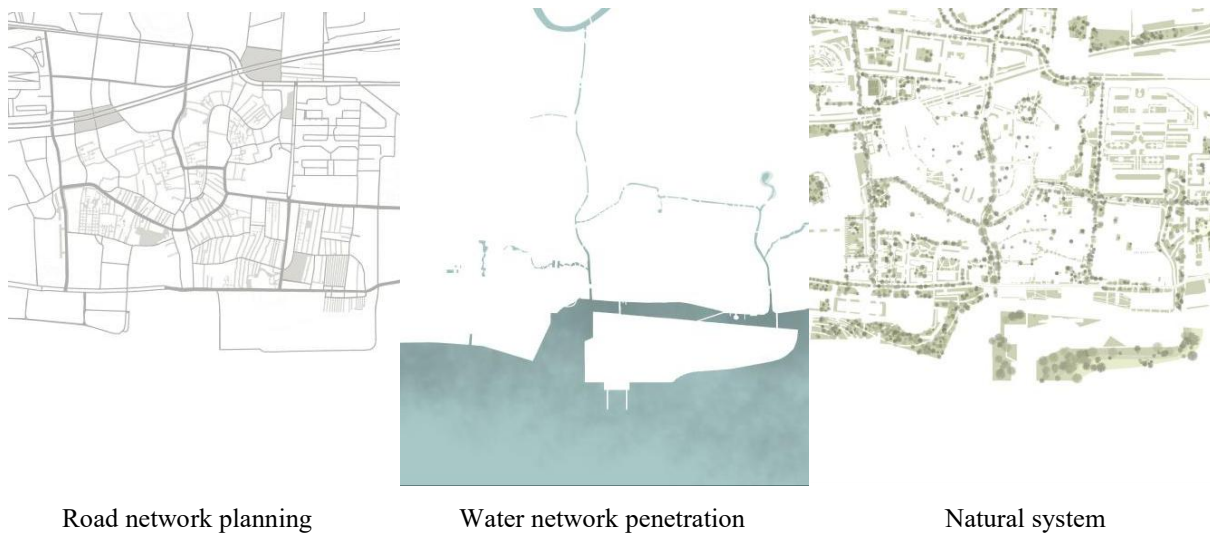 Road network planning
Water network penetration
Natural system